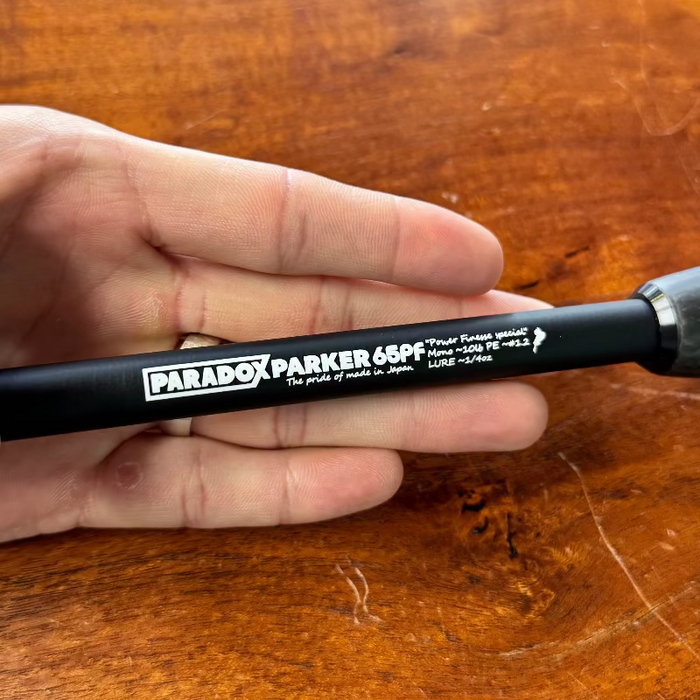 PARADOX PARKER 65PF
The pride of made in Japan
"Power Finesse special"
Mono ~10lb PE ~#1.2
LURE ~1/4oz